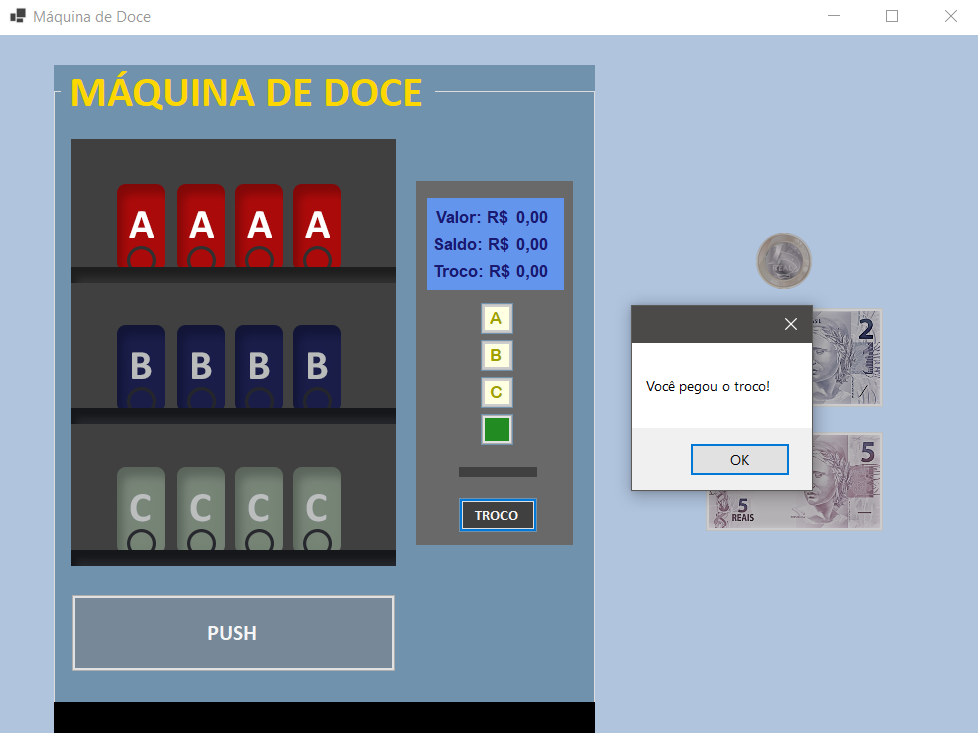 Máquina de Doce
MÁQUINA DE DOCE
A A A A
B B B B
C C C C
PUSH
Valor: R$ 0,00
Saldo: R$ 0,00
Troco: R$ 0,00
A
B
C
TROCO
REAL
2
Você pegou o troco!
OK
5
5
REAIS